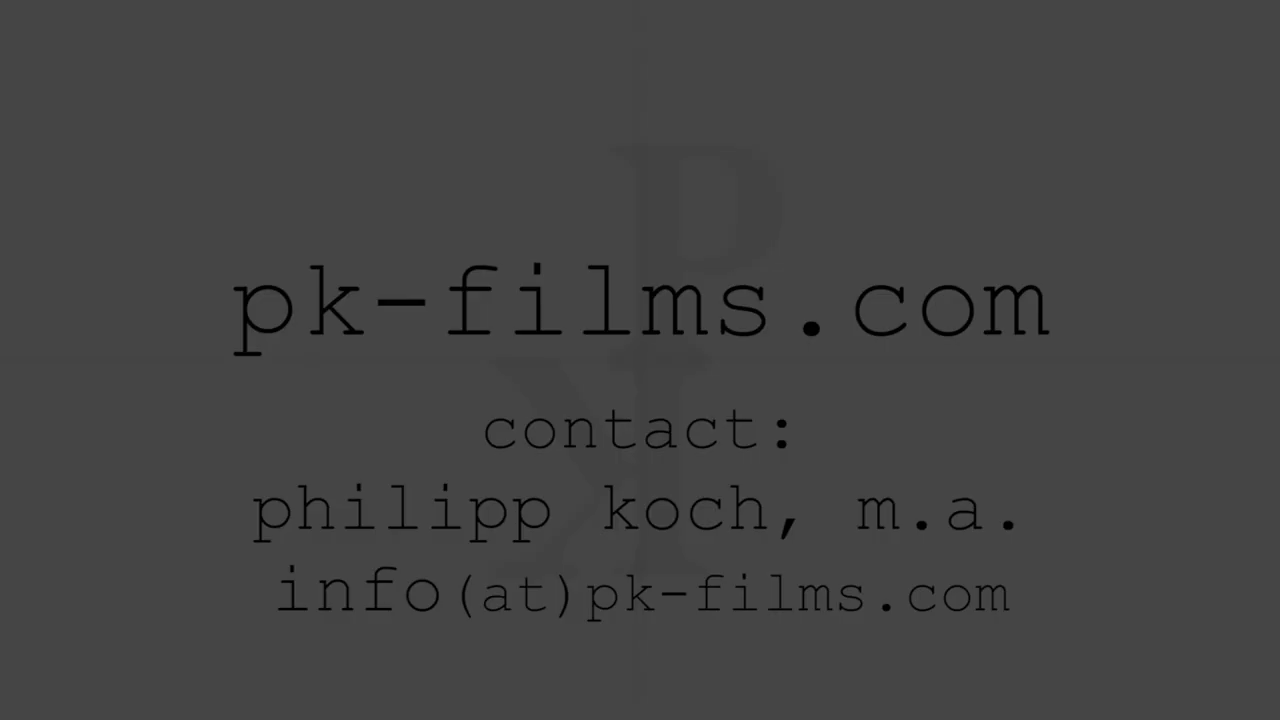 P
pk-films.com
K
contact:
philipp koch, m.a.
info(at)pk-films.com